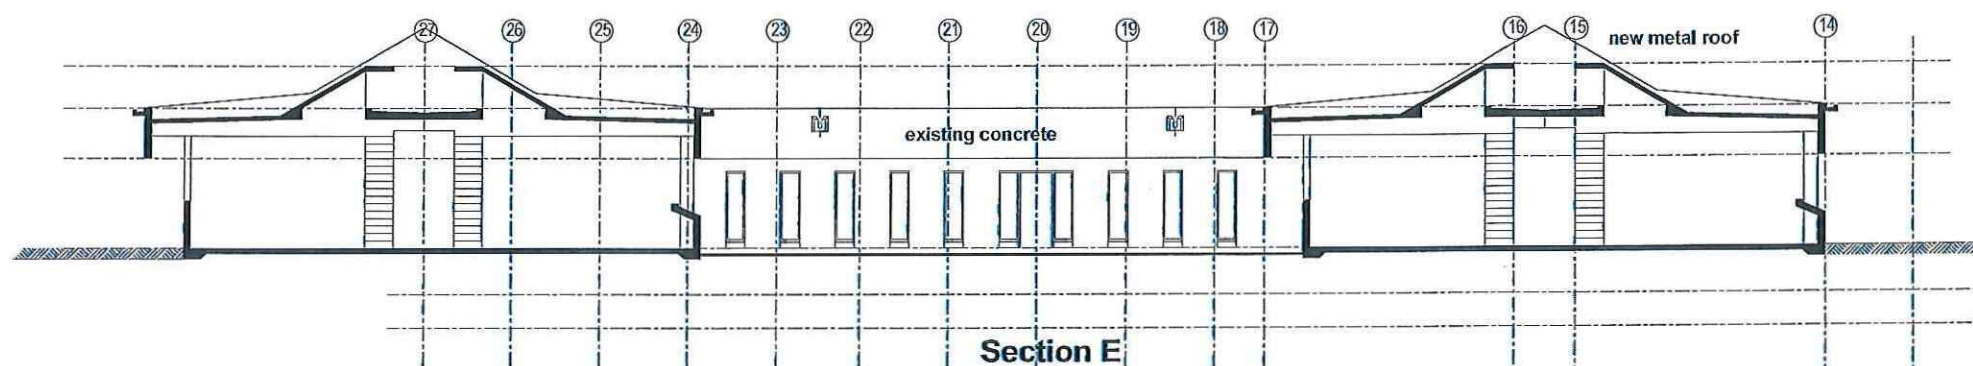 27 26 25 24 23 22 21 20 19 18 17 16 15 14
new metal roof
existing concrete
Section E